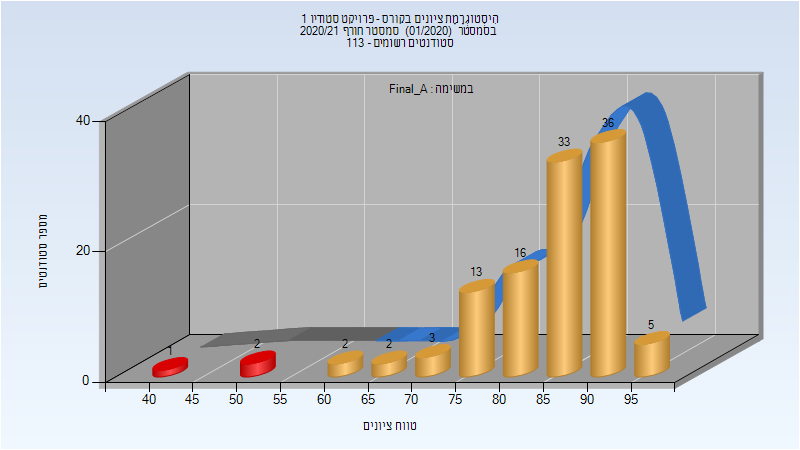 היסטוגרמת ציונים בקורס - פרויקט סטודיו 1
בסמסטר (01/2020) סמסטר חורף 2020/21
סטודנטים רשומים - 113
במשימה : Final_A
מספר סטודנטים
40
20
0
1
2
2
2
3
13
16
33
36
5
40 45 50 55 60 65 70 75 80 85 90 95
טווח ציונים